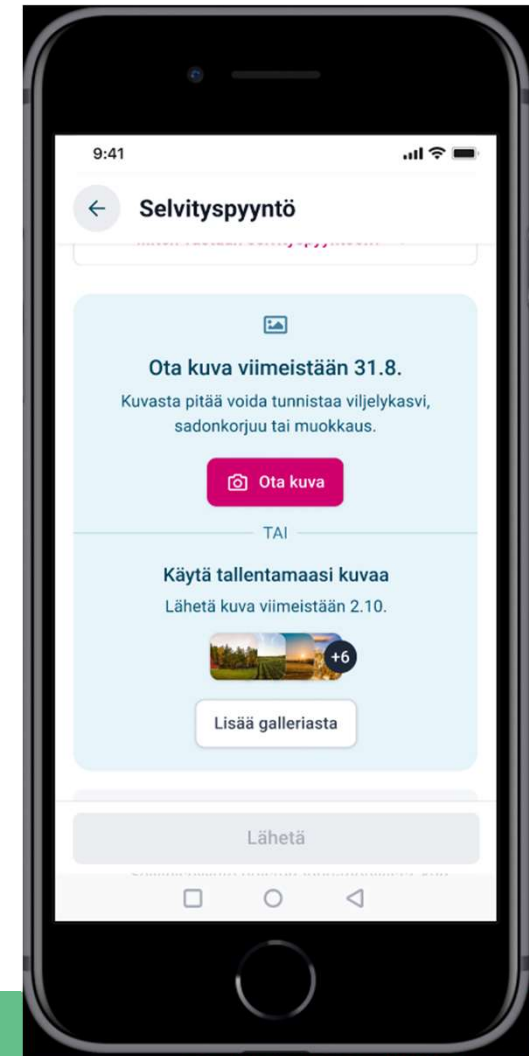 9:41
Selvityspyyntö
Ota kuva viimeistään 31.8.
Kuvasta pitää voida tunnistaa viljelykasvi,
sadonkorjuu tai muokkaus.
Ota kuva
TAI
Käytä tallentamaasi kuvaa
Lähetä kuva viimeistään 2.10.
+6
Lisää galleriasta
Lähetä